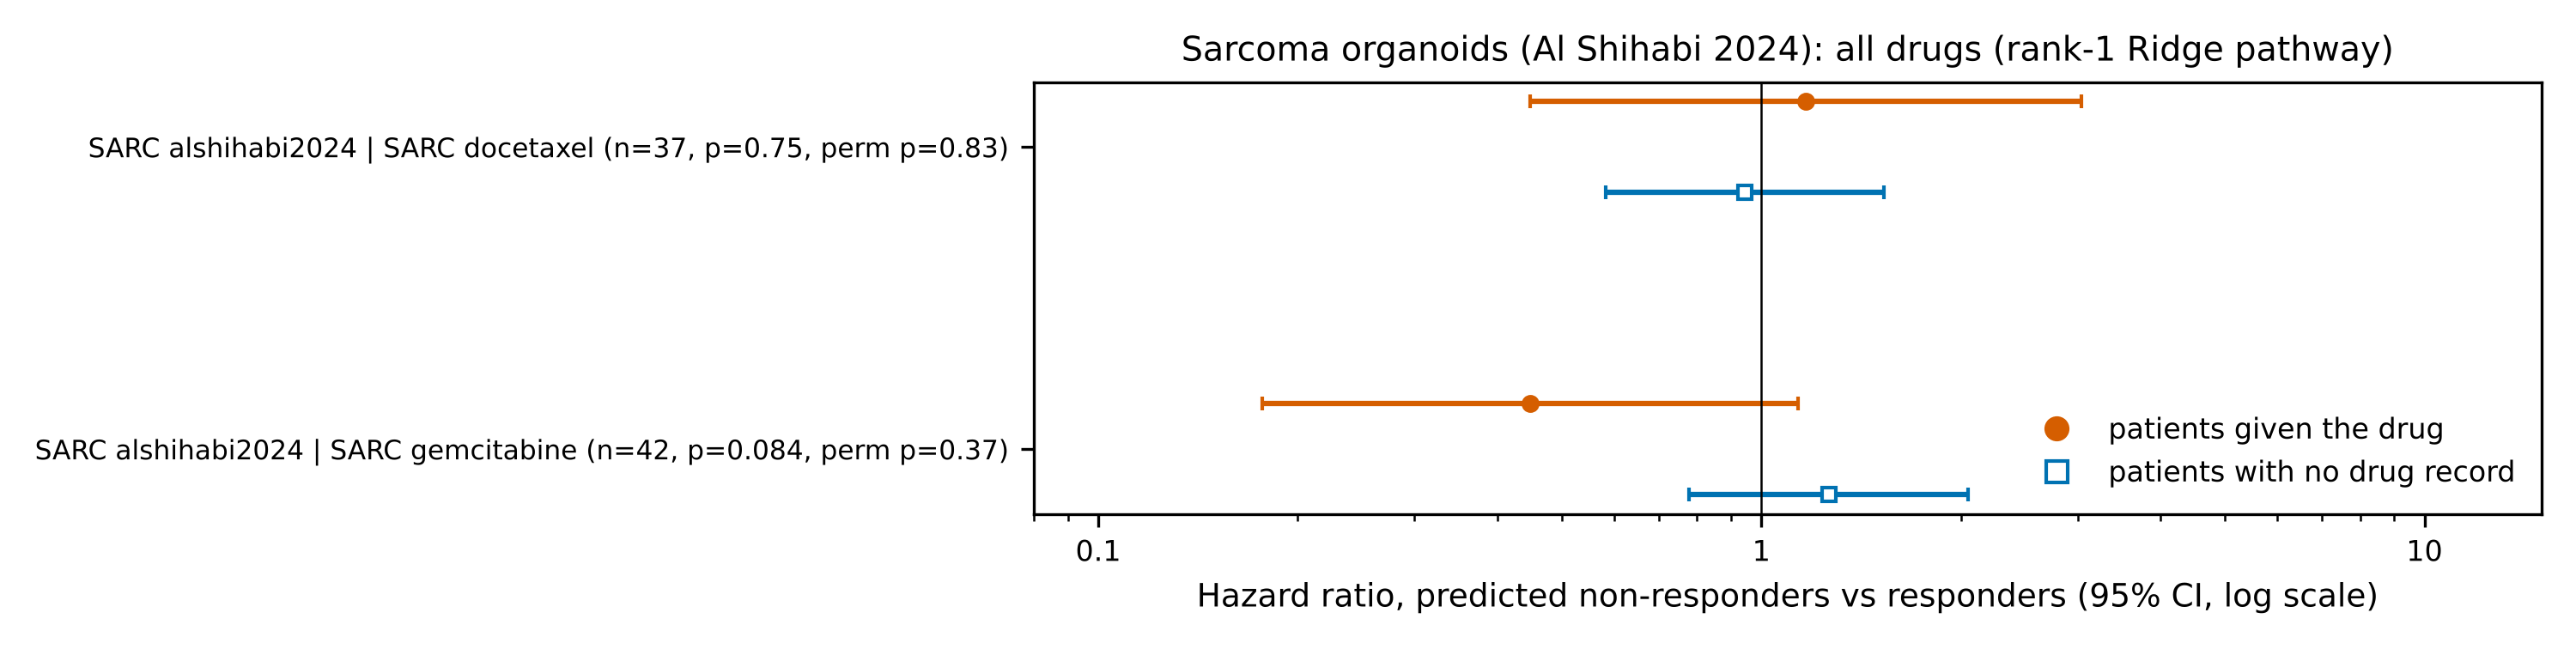 Sarcoma organoids (Al Shihabi 2024): all drugs (rank-1 Ridge pathway)
SARC alshihabi2024 | SARC docetaxel (n=37, p=0.75, perm p=0.83)
SARC alshihabi2024 | SARC gemcitabine (n=42, p=0.084, perm p=0.37)
patients given the drug
patients with no drug record
0.1
1
10
Hazard ratio, predicted non-responders vs responders (95% CI, log scale)